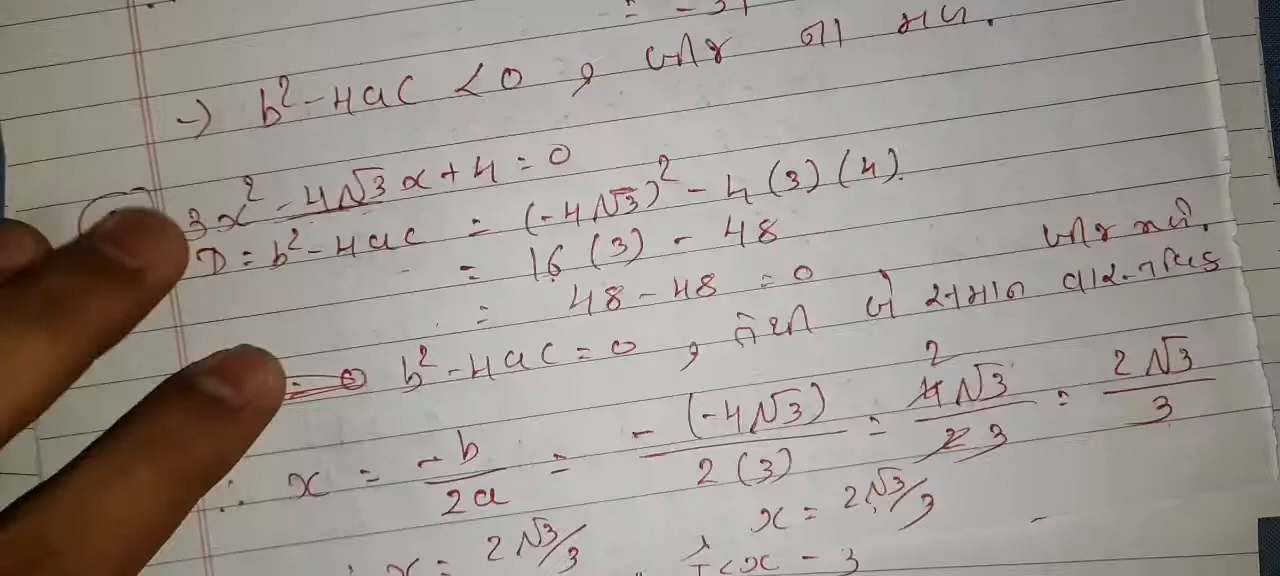 → b² - 4ac < 0 , બીજ ના મળે.
3x² - 4√3x + 4 = 0
D = b² - 4ac = (-4√3)² - 4 (3) (4).
= 16 (3) - 48
= 48 - 48 = 0
b² - 4ac = 0 , બે સમાન વાસ્તવિક બીજ મળે.
∴ x = -b/2a = -(-4√3)/2(3) = 4√3/2 3 = 2√3/3
x = 2√3/3 x = 2√3/3